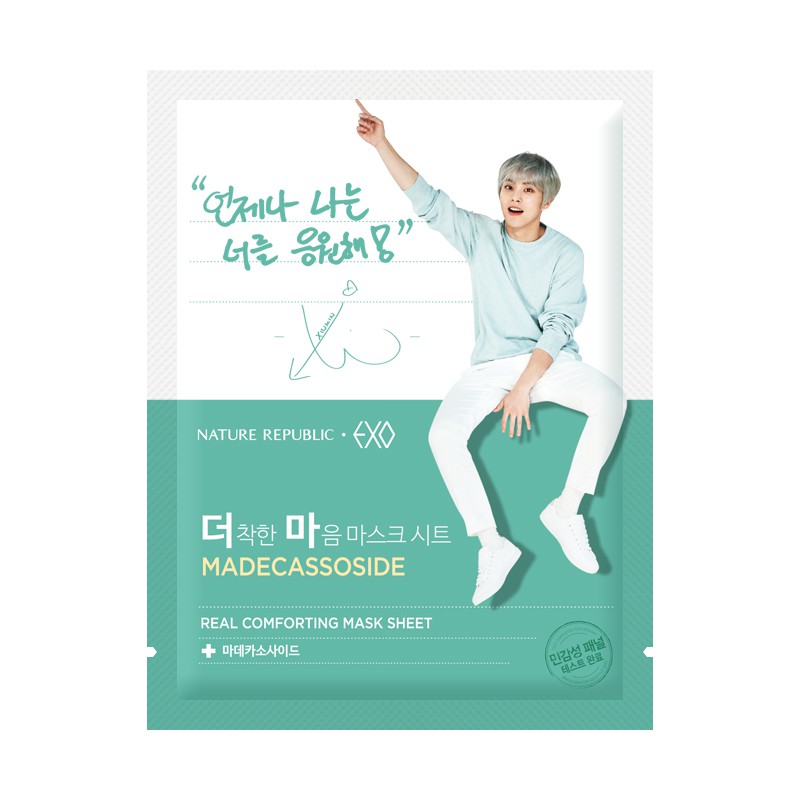 “언제나 나는
너를 응원해 뿅”
XIUMIN
NATURE REPUBLIC • EXO
더착한 마음 마스크 시트
MADECASSOSIDE
REAL COMFORTING MASK SHEET
+ 마데카소사이드
민감성 패널
테스트 완료